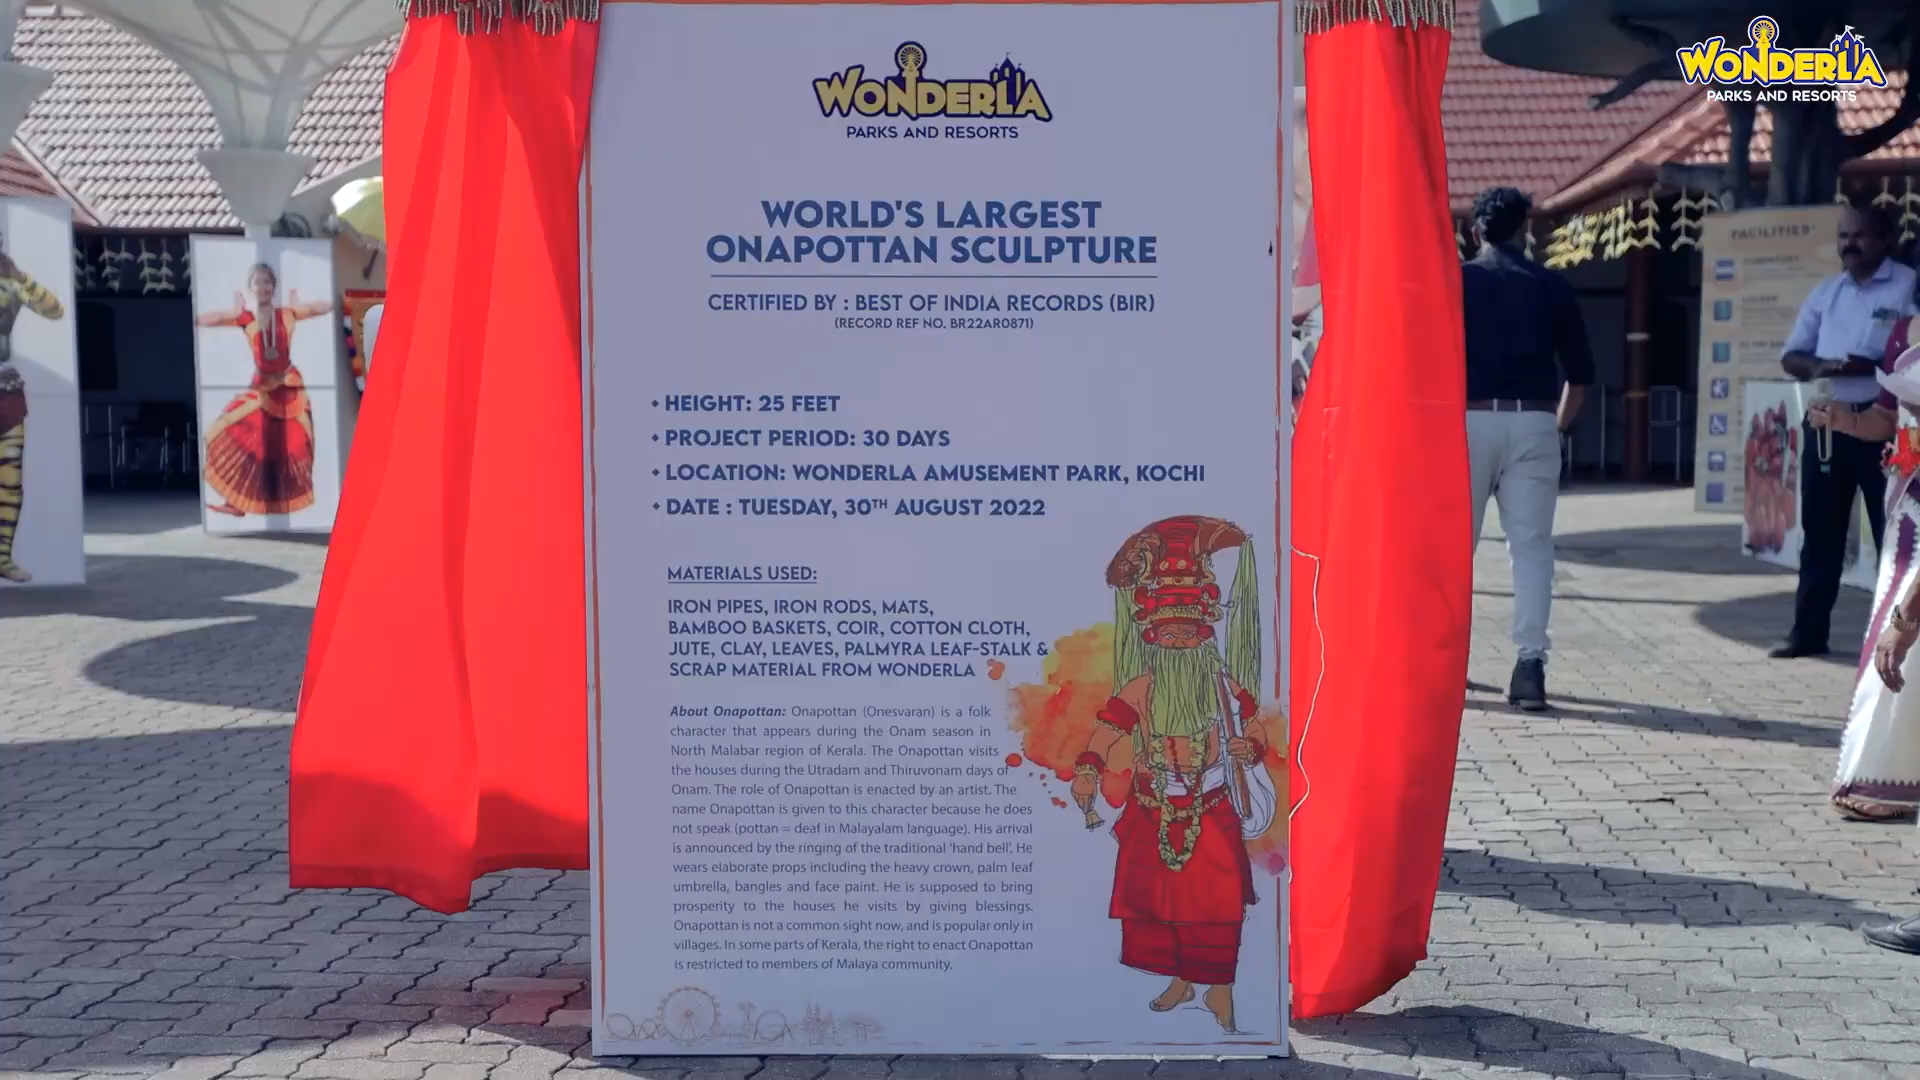 WONDERLA
PARKS AND RESORTS
WORLD'S LARGEST
ONAPOTTAN SCULPTURE
CERTIFIED BY : BEST OF INDIA RECORDS (BIR)
(RECORD REF NO. BR22AR0871)
• HEIGHT: 25 FEET
• PROJECT PERIOD: 30 DAYS
• LOCATION: WONDERLA AMUSEMENT PARK, KOCHI
• DATE : TUESDAY, 30TH AUGUST 2022
MATERIALS USED:
IRON PIPES, IRON RODS, MATS,
BAMBOO BASKETS, COIR, COTTON CLOTH,
JUTE, CLAY, LEAVES, PALMYRA LEAF-STALK &
SCRAP MATERIAL FROM WONDERLA
About Onapottan: Onapottan (Onesvaran) is a folk
character that appears during the Onam season in
North Malabar region of Kerala. The Onapottan visits
the houses during the Utradam and Thiruvonam days of
Onam. The role of Onapottan is enacted by an artist. The
name Onapottan is given to this character because he does
not speak (pottan = deaf in Malayalam language). His arrival
is announced by the ringing of the traditional 'hand bell'. He
wears elaborate props including the heavy crown, palm leaf
umbrella, bangles and face paint. He is supposed to bring
prosperity to the houses he visits by giving blessings.
Onapottan is not a common sight now, and is popular only in
villages. In some parts of Kerala, the right to enact Onapottan
is restricted to members of Malaya community.
WONDERLA
PARKS AND RESORTS
FACILITIES